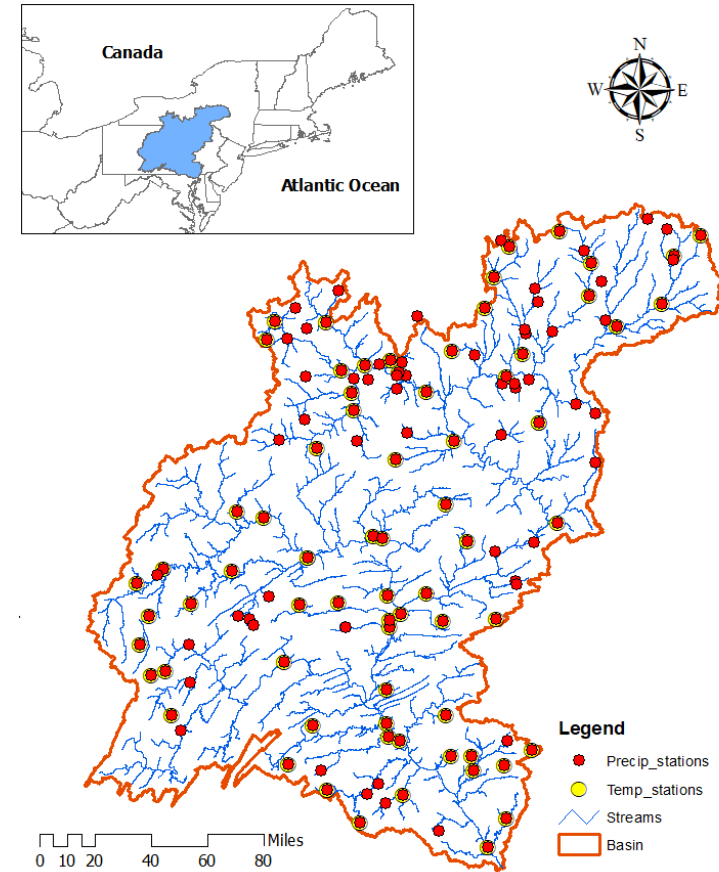 Canada
Atlantic Ocean
N
W E
S
Legend
Precip_stations
Temp_stations
Streams
Basin
Miles
0 10 20 40 60 80